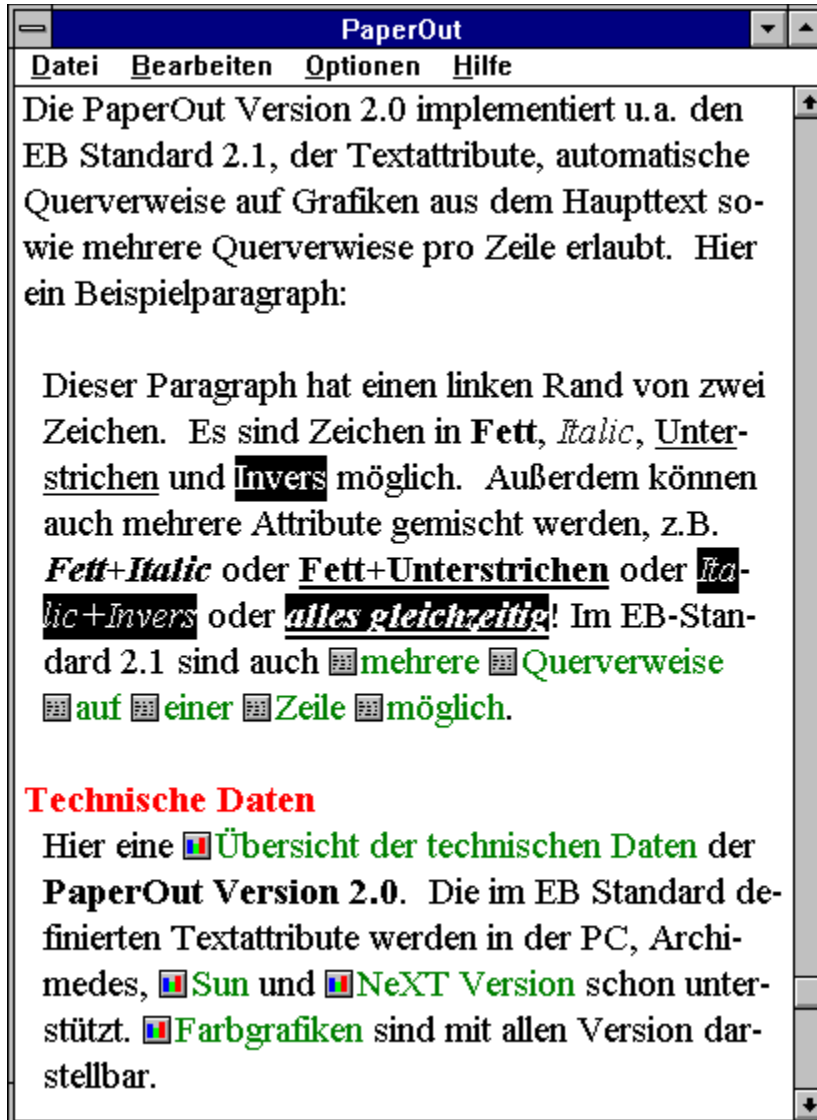 PaperOut
Datei Bearbeiten Optionen Hilfe
Die PaperOut Version 2.0 implementiert u.a. den
EB Standard 2.1, der Textattribute, automatische
Querverweise auf Grafiken aus dem Haupttext so-
wie mehrere Querverwiese pro Zeile erlaubt. Hier
ein Beispielparagraph:
Dieser Paragraph hat einen linken Rand von zwei
Zeichen. Es sind Zeichen in Fett, Italic, Unter-
strichen und Invers möglich. Außerdem können
auch mehrere Attribute gemischt werden, z.B.
Fett+Italic oder Fett+Unterstrichen oder Ita-
lic+Invers oder alles gleichzeitig! Im EB-Stan-
dard 2.1 sind auch mehrere Querverweise
auf einer Zeile möglich.
Technische Daten
Hier eine Übersicht der technischen Daten der
PaperOut Version 2.0. Die im EB Standard de-
finierten Textattribute werden in der PC, Archi-
medes, Sun und NeXT Version schon unter-
stützt. Farbgrafiken sind mit allen Version dar-
stellbar.